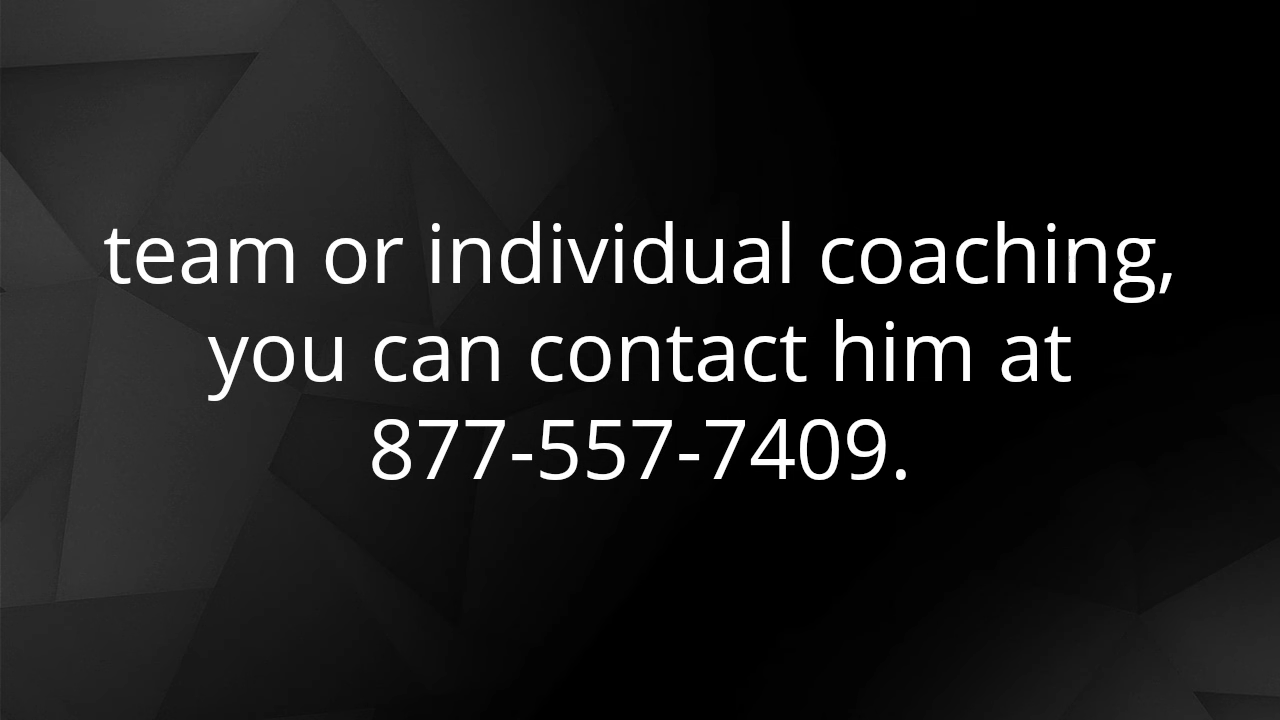 team or individual coaching,
you can contact him at
877-557-7409.